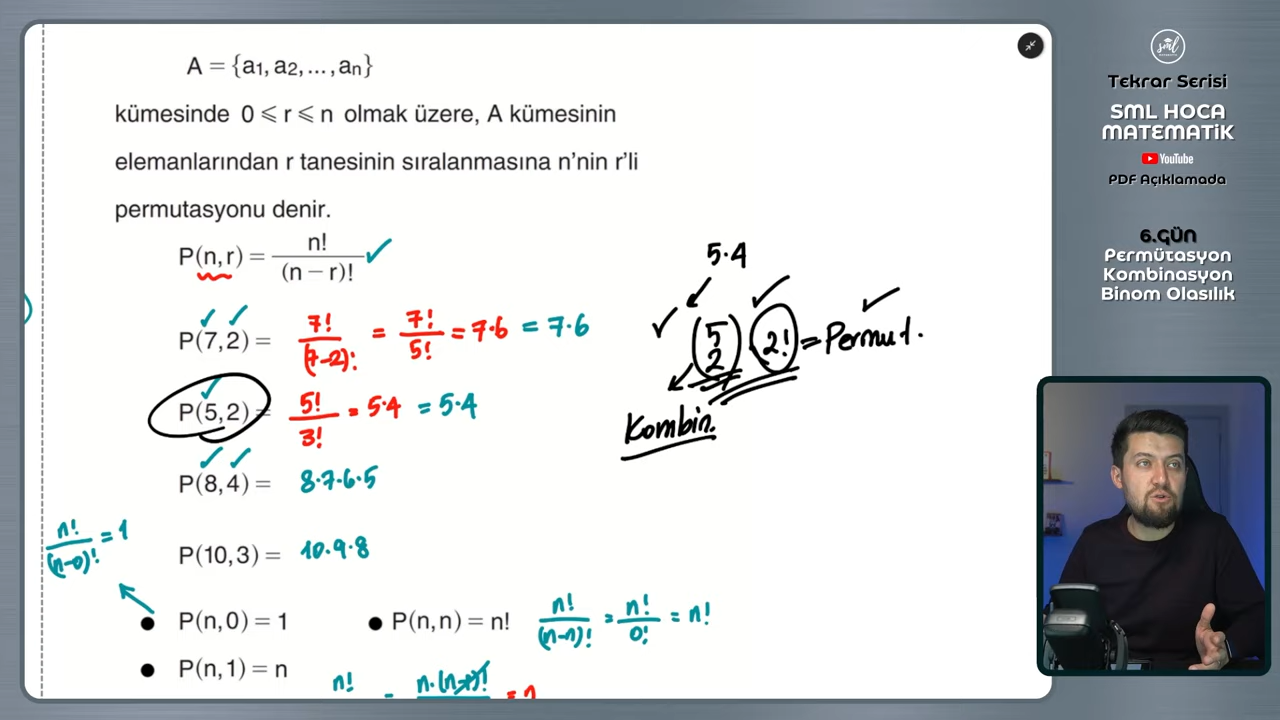 A = {a1, a2, ..., an}
kümesinde 0 ⩽ r ⩽ n olmak üzere, A kümesinin
elemanlarından r tanesinin sıralanmasına n’nin r’li
permutasyonu denir.
P(n,r) = n! / (n − r)!
P(7,2) = 7! / (7-2)! = 7! / 5! = 7·6 = 7·6
P(5,2) = 5! / 3! = 5·4 = 5·4
P(8,4) = 8·7·6·5
P(10,3) = 10·9·8
n! / (n-0)! = 1
P(n,0) = 1
P(n,n) = n! n! / (n-n)! = n! / 0! = n!
P(n,1) = n
n! = n·(n-1)! = n
5·4
(5 2) · 2! = Permut.
Kombin.
sml
Tekrar Serisi
SML HOCA
MATEMATİK
YouTube
PDF Açıklamada
6.GÜN
Permütasyon
Kombinasyon
Binom Olasılık